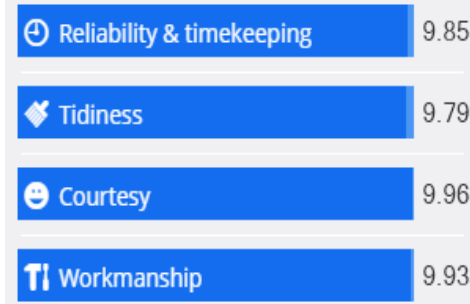 Reliability & timekeeping 9.85
Tidiness 9.79
Courtesy 9.96
Workmanship 9.93